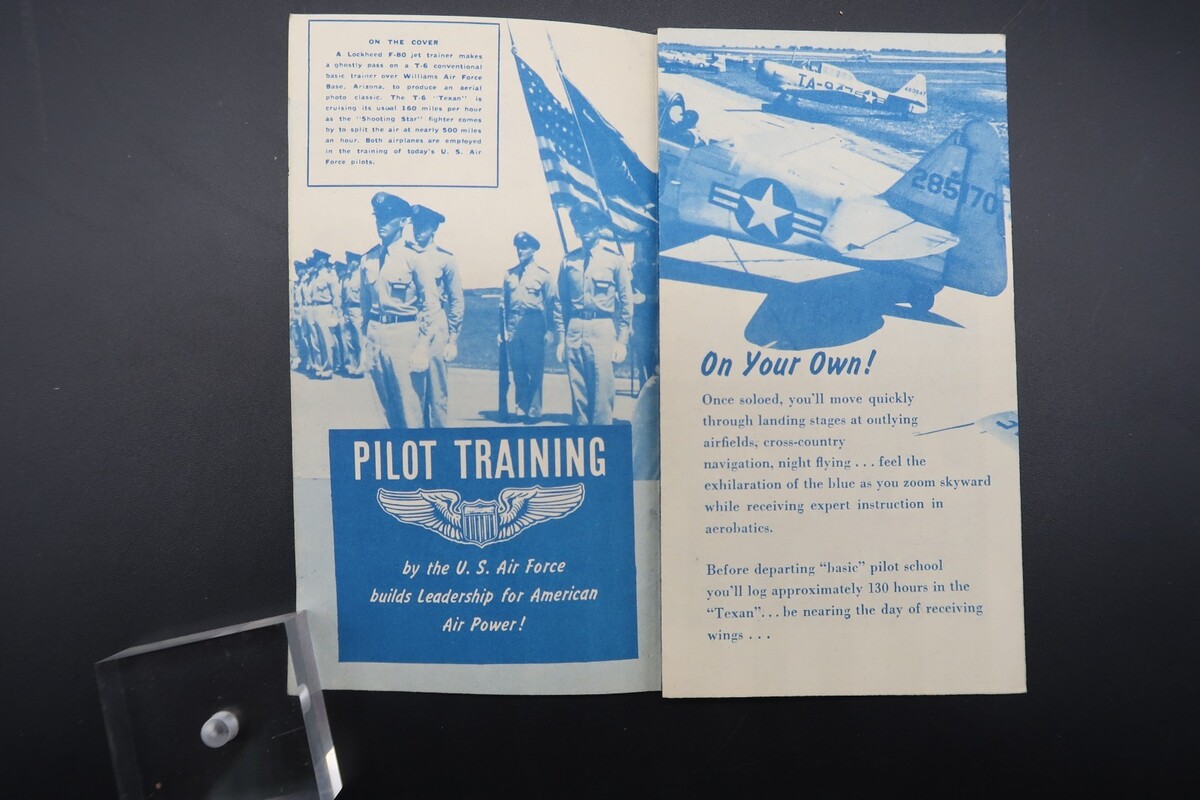 ON THE COVER
A Lockheed F-80 jet trainer makes
a ghostly pass on a T-6 conventional
basic trainer over Williams Air Force
Base, Arizona, to produce an aerial
photo classic. The T-6 "Texan" is
cruising its usual 160 miles per hour
as the "Shooting Star" fighter comes
by to split the air at nearly 500 miles
an hour. Both airplanes are employed
in the training of today's U. S. Air
Force pilots.
PILOT TRAINING
by the U. S. Air Force
builds Leadership for American
Air Power!
285170
On Your Own!
Once soloed, you'll move quickly
through landing stages at outlying
airfields, cross-country
navigation, night flying . . . feel the
exhilaration of the blue as you zoom skyward
while receiving expert instruction in
aerobatics.
Before departing “basic” pilot school
you'll log approximately 130 hours in the
“Texan”. . . be nearing the day of receiving
wings . . .